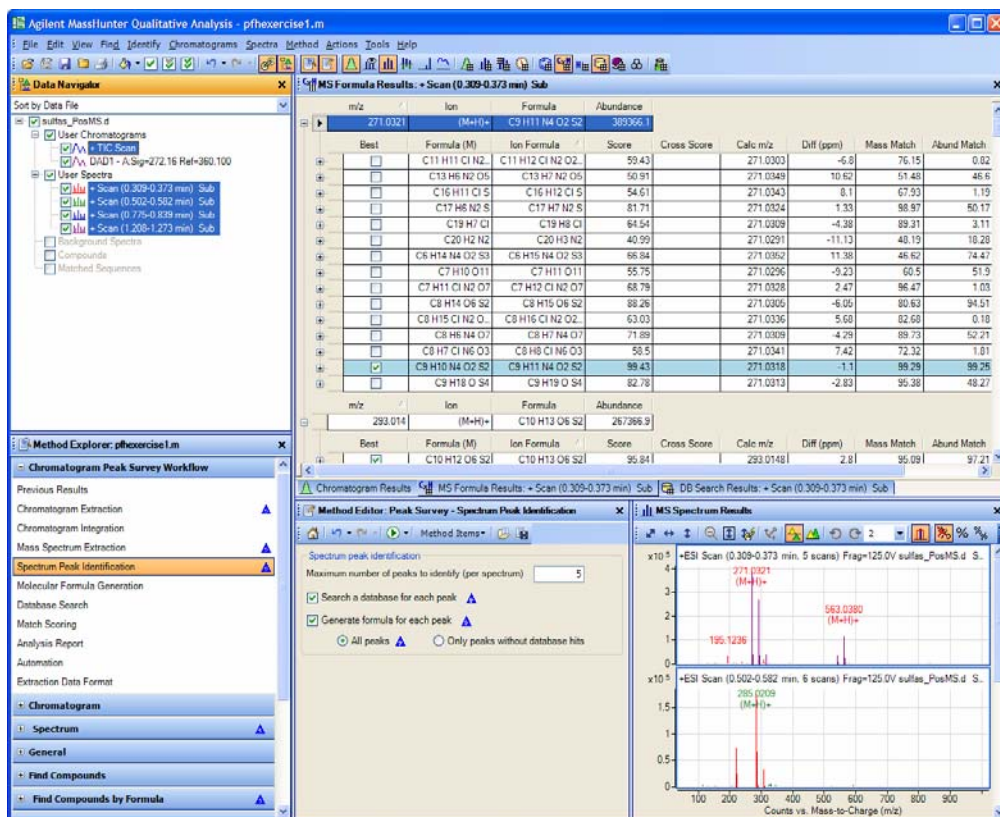 Agilent MassHunter Qualitative Analysis - pfhexercise1.m
File Edit View Find Identify Chromatograms Spectra Method Actions Tools Help
Data Navigator
Sort by Data File
sulfas_PosMS.d
User Chromatograms
+ TIC Scan
DAD1 - A:Sig=272.16 Ref=360.100
User Spectra
+ Scan (0.309-0.373 min) Sub
+ Scan (0.502-0.582 min) Sub
+ Scan (0.775-0.839 min) Sub
+ Scan (1.208-1.273 min) Sub
Background Spectra
Compounds
Matched Sequences
MS Formula Results: + Scan (0.309-0.373 min) Sub
m/z Ion Formula Abundance
271.0321 (M+H)+ C9 H11 N4 O2 S2 389366.1
Best Formula (M) Ion Formula Score Cross Score Calc m/z Diff (ppm) Mass Match Abund Match
C11 H11 Cl N2.. C11 H12 Cl N2 O2.. 59.43 271.0303 -6.8 76.15 0.82
C13 H6 N2 O5 C13 H7 N2 O5 50.91 271.0349 10.62 51.48 46.6
C16 H11 Cl S C16 H12 Cl S 54.61 271.0343 8.1 67.93 1.19
C17 H6 N2 S C17 H7 N2 S 81.71 271.0324 1.33 98.97 50.17
C19 H7 Cl C19 H8 Cl 64.54 271.0309 -4.38 89.31 3.11
C20 H2 N2 C20 H3 N2 40.99 271.0291 -11.13 48.19 18.28
C6 H14 N4 O2 S3 C6 H15 N4 O2 S3 66.84 271.0352 11.38 46.62 74.47
C7 H10 O11 C7 H11 O11 55.75 271.0296 -9.23 60.5 51.9
C7 H11 Cl N2 O7 C7 H12 Cl N2 O7 68.79 271.0328 2.47 96.47 1.03
C8 H14 O6 S2 C8 H15 O6 S2 88.26 271.0305 -6.05 80.63 94.51
C8 H15 Cl N2 O.. C8 H16 Cl N2 O2.. 63.03 271.0336 5.68 82.68 0.18
C8 H6 N4 O7 C8 H7 N4 O7 71.89 271.0309 -4.29 89.73 52.21
C8 H7 Cl N6 O3 C8 H8 Cl N6 O3 58.5 271.0341 7.42 72.32 1.81
C9 H10 N4 O2 S2 C9 H11 N4 O2 S2 99.43 271.0318 -1.1 99.29 99.25
C9 H18 O S4 C9 H19 O S4 82.78 271.0313 -2.83 95.38 48.27
m/z Ion Formula Abundance
293.014 (M+H)+ C10 H13 O6 S2 267366.9
Best Formula (M) Ion Formula Score Cross Score Calc m/z Diff (ppm) Mass Match Abund Match
C10 H12 O6 S2 C10 H13 O6 S2 95.84 293.0148 2.8 95.09 97.21
Chromatogram Results MS Formula Results: + Scan (0.309-0.373 min) Sub DB Search Results: + Scan (0.309-0.373 min) Sub
Method Explorer: pfhexercise1.m
Chromatogram Peak Survey Workflow
Previous Results
Chromatogram Extraction
Chromatogram Integration
Mass Spectrum Extraction
Spectrum Peak Identification
Molecular Formula Generation
Database Search
Match Scoring
Analysis Report
Automation
Extraction Data Format
Chromatogram
Spectrum
General
Find Compounds
Find Compounds by Formula
Method Editor: Peak Survey - Spectrum Peak Identification
Method Items
Spectrum peak identification
Maximum number of peaks to identify (per spectrum) 5
Search a database for each peak
Generate formula for each peak
All peaks Only peaks without database hits
MS Spectrum Results
2
x10 5 +ESI Scan (0.309-0.373 min, 5 scans) Frag=125.0V sulfas_PosMS.d S..
4
271.0321
(M+H)+
3
2
563.0380
(M+H)+
1
195.1236
0
x10 5 +ESI Scan (0.502-0.582 min, 6 scans) Frag=125.0V sulfas_PosMS.d S..
285.0209
(M+H)+
1.5
1
0.5
0
100 200 300 400 500 600 700 800 900
Counts vs. Mass-to-Charge (m/z)